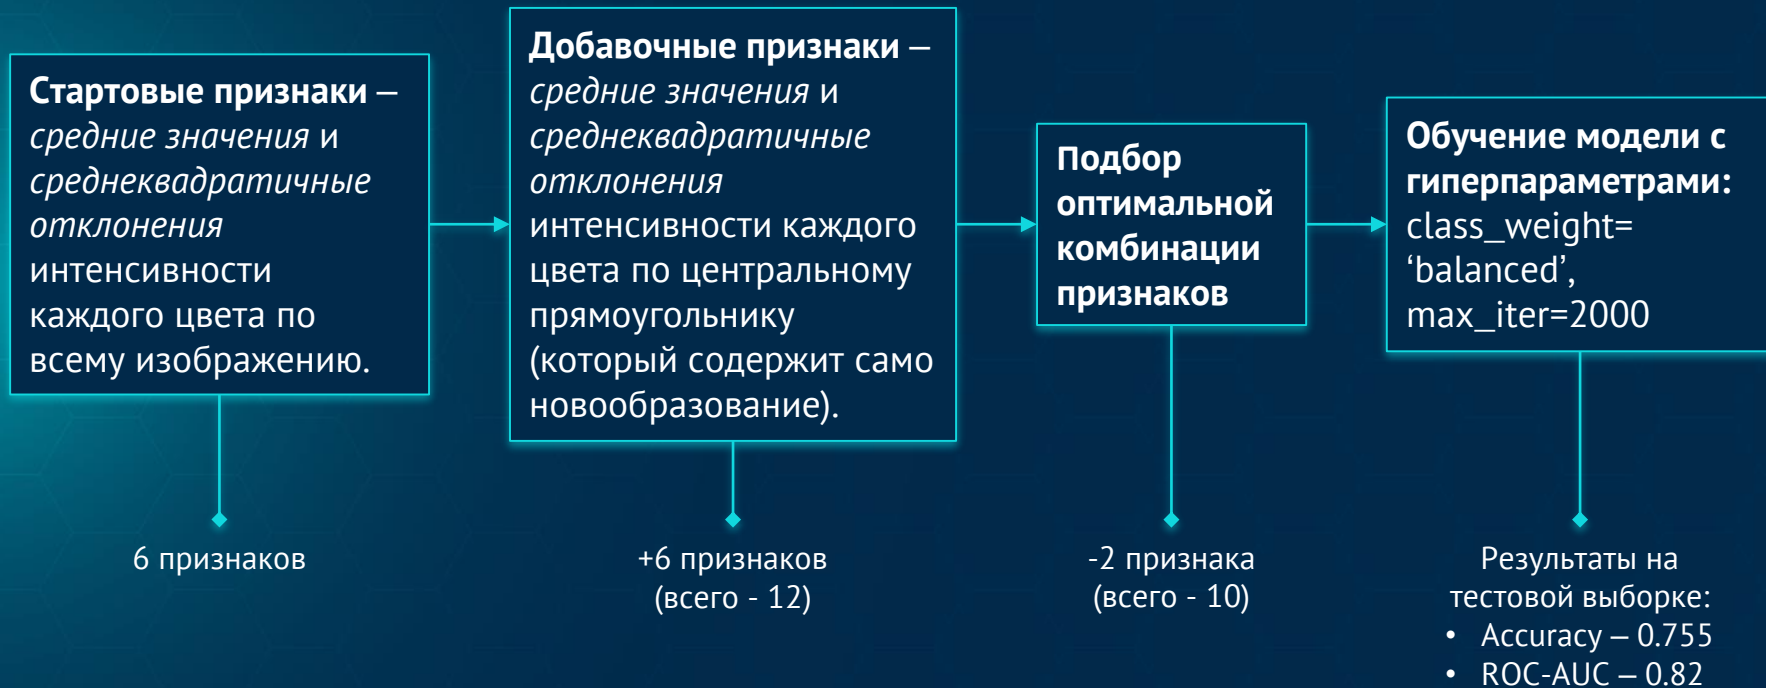 Стартовые признаки –
средние значения и
среднеквадратичные
отклонения
интенсивности
каждого цвета по
всему изображению.
6 признаков
Добавочные признаки –
средние значения и
среднеквадратичные
отклонения
интенсивности каждого
цвета по центральному
прямоугольнику
(который содержит само
новообразование).
+6 признаков
(всего - 12)
Подбор
оптимальной
комбинации
признаков
-2 признака
(всего - 10)
Обучение модели с
гиперпараметрами:
class_weight=
‘balanced’,
max_iter=2000
Результаты на
тестовой выборке:
• Accuracy – 0.755
• ROC-AUC – 0.82